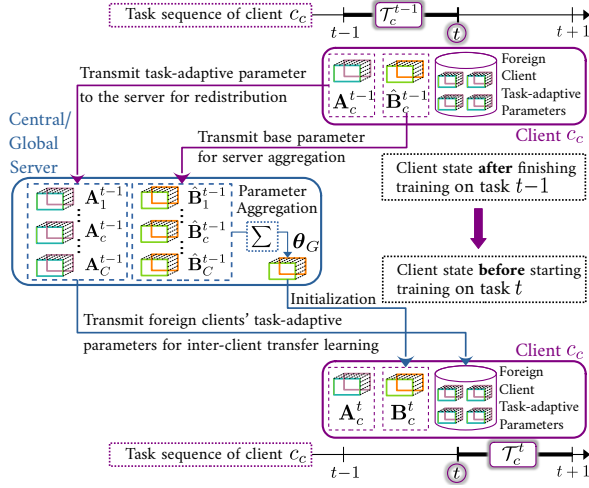 Task sequence of client c_c
𝒯_c^{t−1}
t−1
t
t+1
Foreign
Client
Task-adaptive
Parameters
A_c^{t−1}
B̂_c^{t−1}
Client c_c
Transmit task-adaptive parameter
to the server for redistribution
Central/
Global
Server
Transmit base parameter
for server aggregation
Client state after finishing
training on task t−1
A_1^{t−1}
A_c^{t−1}
A_C^{t−1}
B̂_1^{t−1}
B̂_c^{t−1}
B̂_C^{t−1}
Parameter
Aggregation
∑
θ_G
Client state before starting
training on task t
Initialization
Transmit foreign clients' task-adaptive
parameters for inter-client transfer learning
Client c_c
Foreign
Client
Task-adaptive
Parameters
A_c^t
B_c^t
Task sequence of client c_c
t−1
t
𝒯_c^t
t+1